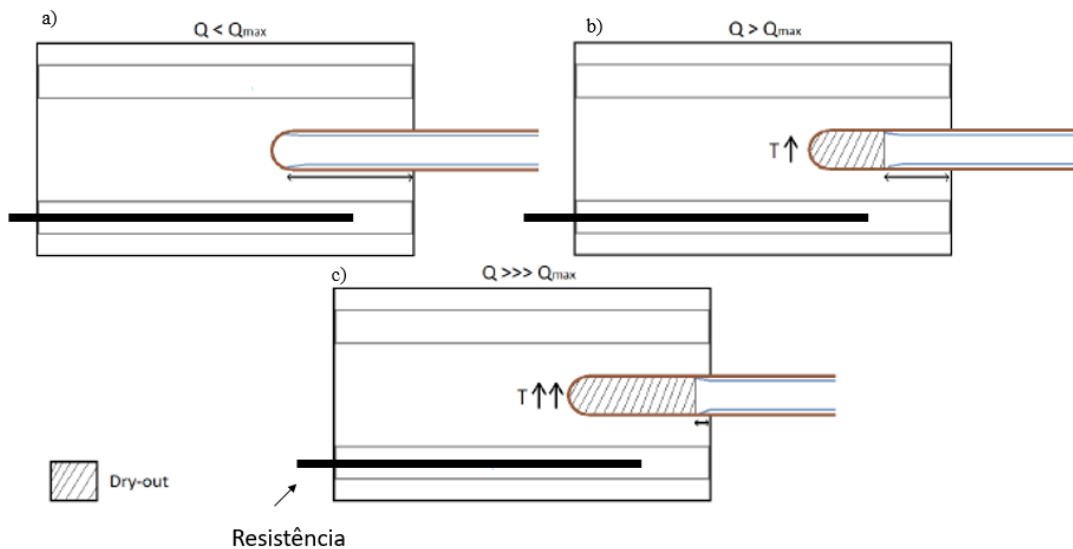 a)
Q < Qmax
b)
Q > Qmax
T
c)
Q >>> Qmax
T
Dry-out
Resistência